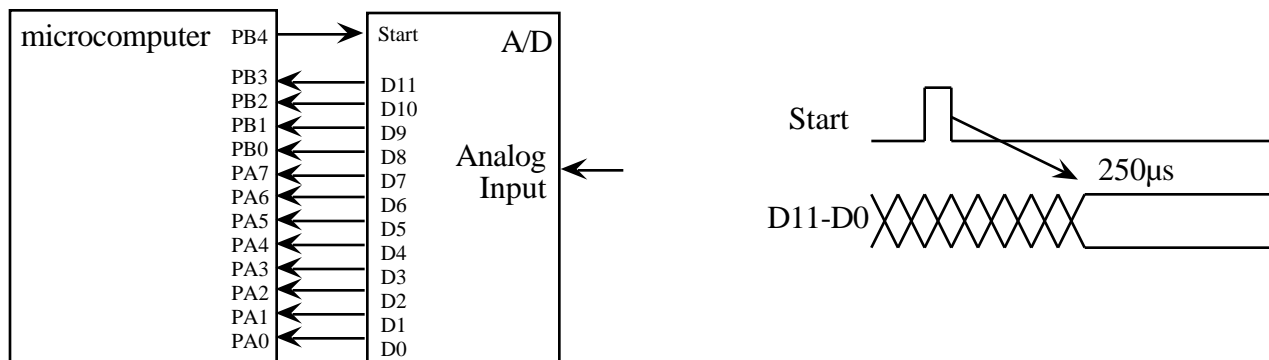 microcomputer
PB4
PB3
PB2
PB1
PB0
PA7
PA6
PA5
PA4
PA3
PA2
PA1
PA0
Start
A/D
D11
D10
D9
D8
D7
D6
D5
D4
D3
D2
D1
D0
Analog
Input
Start
250µs
D11-D0